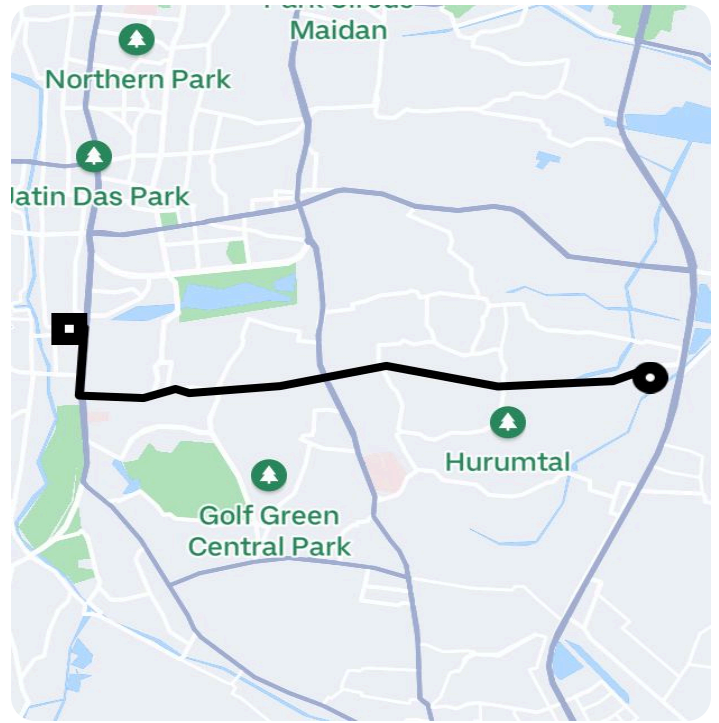 Maidan
Northern Park
Jatin Das Park
Hurumtal
Golf Green
Central Park